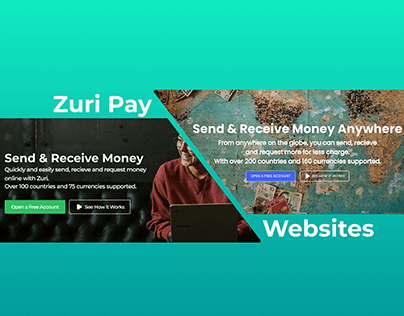 Zuri Pay
Send & Receive Money
Quickly and easily send, recieve and request money
online with Zuri.
Over 100 countries and 75 currencies supported.
Open a Free Account
See How it Works
Send & Receive Money Anywhere
From anywhere on the globe, you can send, recieve
and request more for less charge.
With over 200 countries and 160 currencies supported.
OPEN A FREE ACCOUNT
SEE HOW IT WORKS
Websites